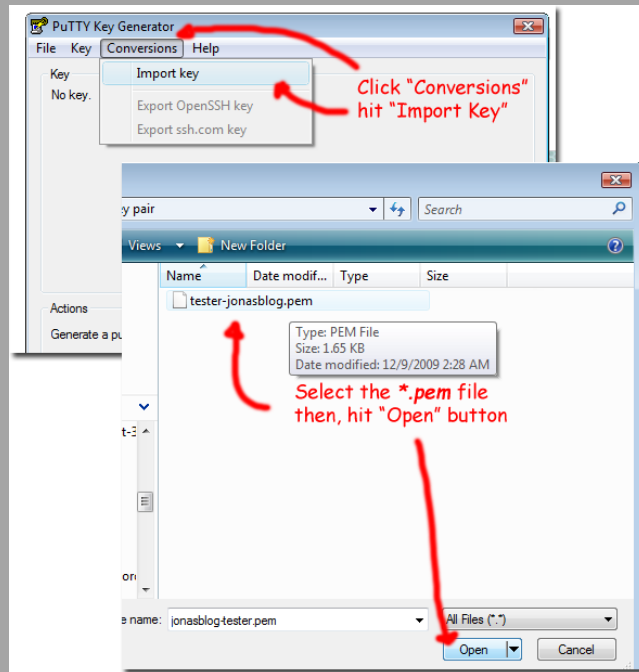 PuTTY Key Generator
File Key Conversions Help
Key
No key.
Import key
Export OpenSSH key
Export ssh.com key
Click "Conversions"
hit "Import Key"
Actions
Generate a pu
y pair
Search
Views
New Folder
Name Date modif... Type Size
tester-jonasblog.pem
Type: PEM File
Size: 1.65 KB
Date modified: 12/9/2009 2:28 AM
Select the *.pem file
then, hit "Open" button
t-3
or
e name: jonasblog-tester.pem
All Files (*.*)
Open
Cancel